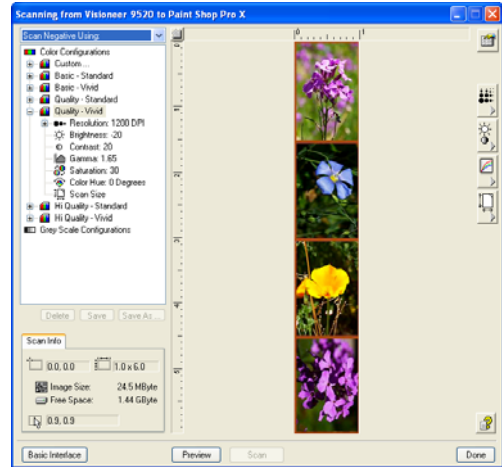 Scanning from Visioneer 9520 to Paint Shop Pro X
Scan Negative Using:
Color Configurations
Custom ...
Basic - Standard
Basic - Vivid
Quality - Standard
Quality - Vivid
Resolution: 1200 DPI
Brightness: -20
Contrast: 20
Gamma: 1.65
Saturation: 30
Color Hue: 0 Degrees
Scan Size
Hi Quality - Standard
Hi Quality - Vivid
Grey Scale Configurations
0 1
Delete Save Save As...
Scan Info
0.0, 0.0 1.0 x 6.0
Image Size: 24.5 MByte
Free Space: 1.44 GByte
0.9, 0.9
Basic Interface Preview Scan Done